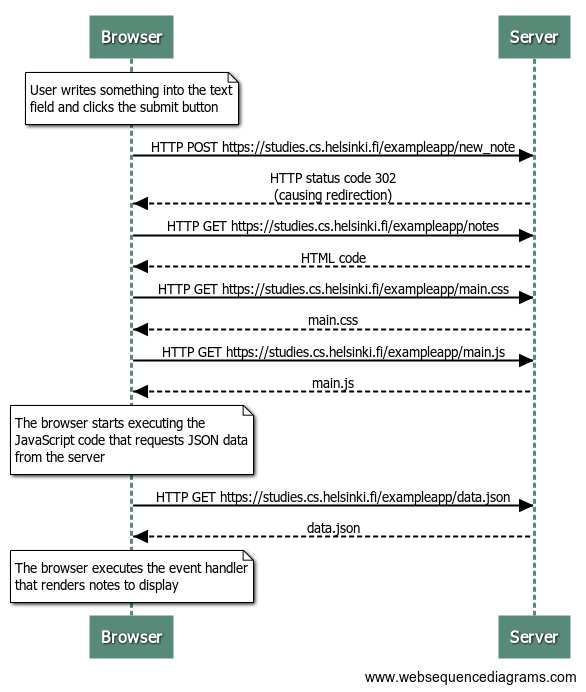 Browser
Server
User writes something into the text
field and clicks the submit button
HTTP POST https://studies.cs.helsinki.fi/exampleapp/new_note
HTTP status code 302
(causing redirection)
HTTP GET https://studies.cs.helsinki.fi/exampleapp/notes
HTML code
HTTP GET https://studies.cs.helsinki.fi/exampleapp/main.css
main.css
HTTP GET https://studies.cs.helsinki.fi/exampleapp/main.js
main.js
The browser starts executing the
JavaScript code that requests JSON data
from the server
HTTP GET https://studies.cs.helsinki.fi/exampleapp/data.json
data.json
The browser executes the event handler
that renders notes to display
Browser
Server
www.websequencediagrams.com